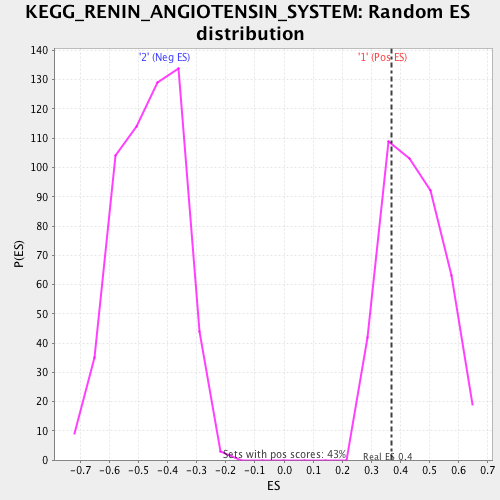 KEGG_RENIN_ANGIOTENSIN_SYSTEM: Random ES
distribution
'2' (Neg ES)
'1' (Pos ES)
140
130
120
110
100
90
80
70
60
50
40
30
20
10
0
P(ES)
Sets with pos scores: 43%
Real ES 0.4
-0.7 -0.6 -0.5 -0.4 -0.3 -0.2 -0.1 0.0 0.1 0.2 0.3 0.4 0.5 0.6 0.7
ES